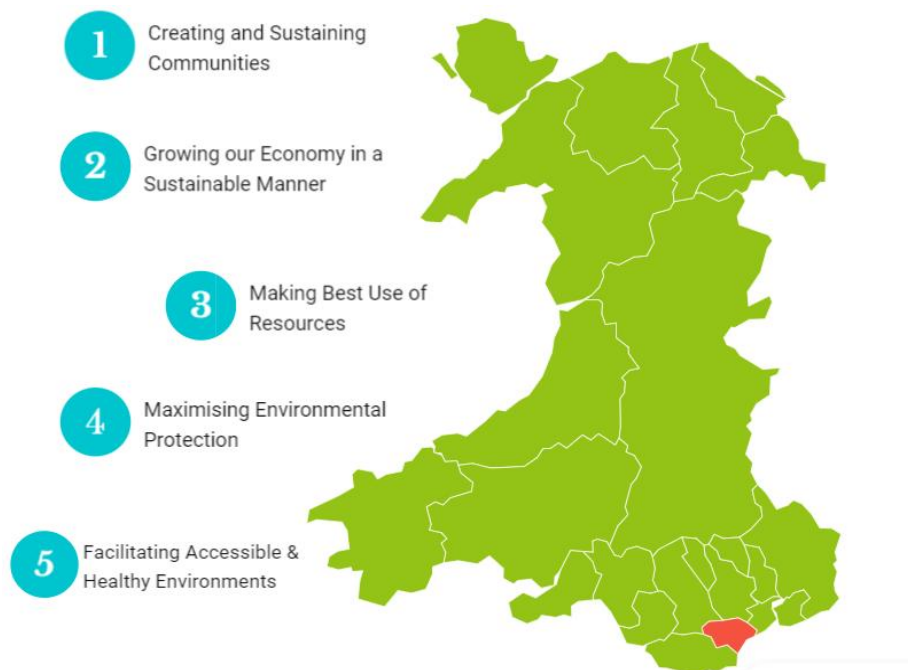 1
Creating and Sustaining
Communities
2
Growing our Economy in a
Sustainable Manner
3
Making Best Use of
Resources
4
Maximising Environmental
Protection
5
Facilitating Accessible &
Healthy Environments